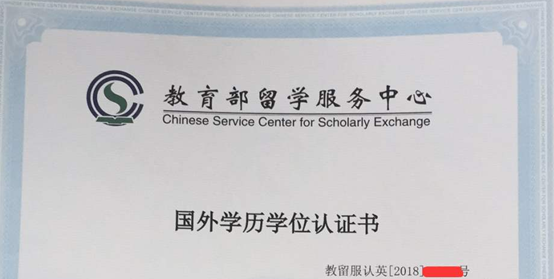 教育部留学服务中心
Chinese Service Center for Scholarly Exchange
国外学历学位认证书
教留服认英[2018]号